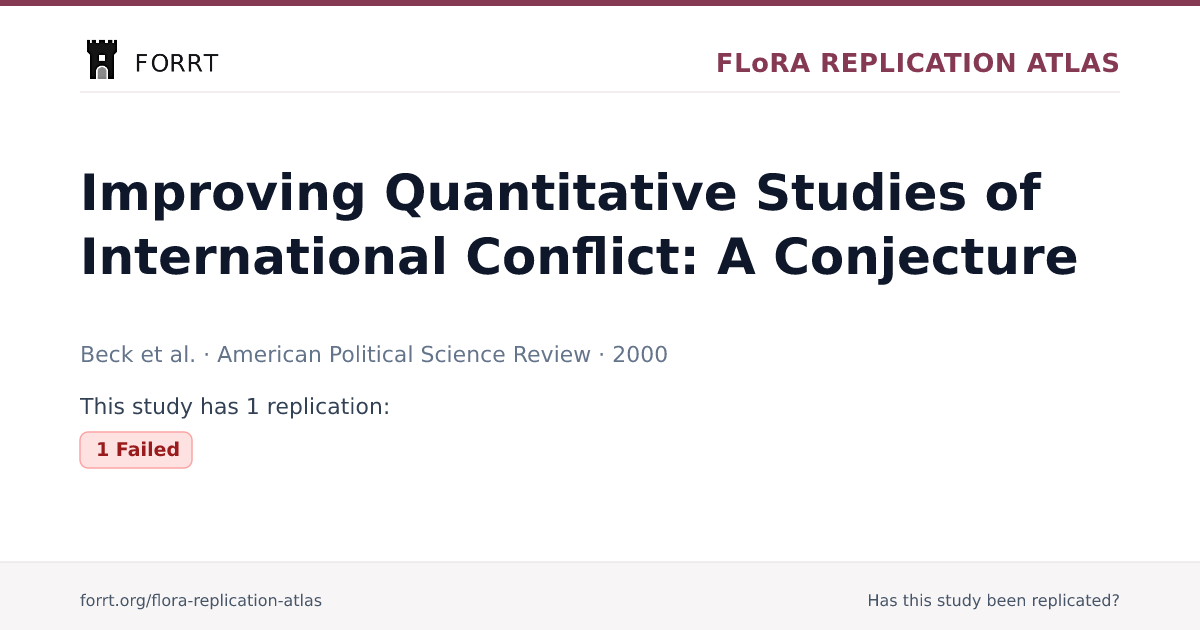 FORRT
FLoRA REPLICATION ATLAS
Improving Quantitative Studies of
International Conflict: A Conjecture
Beck et al. · American Political Science Review · 2000
This study has 1 replication:
1 Failed
forrt.org/flora-replication-atlas
Has this study been replicated?